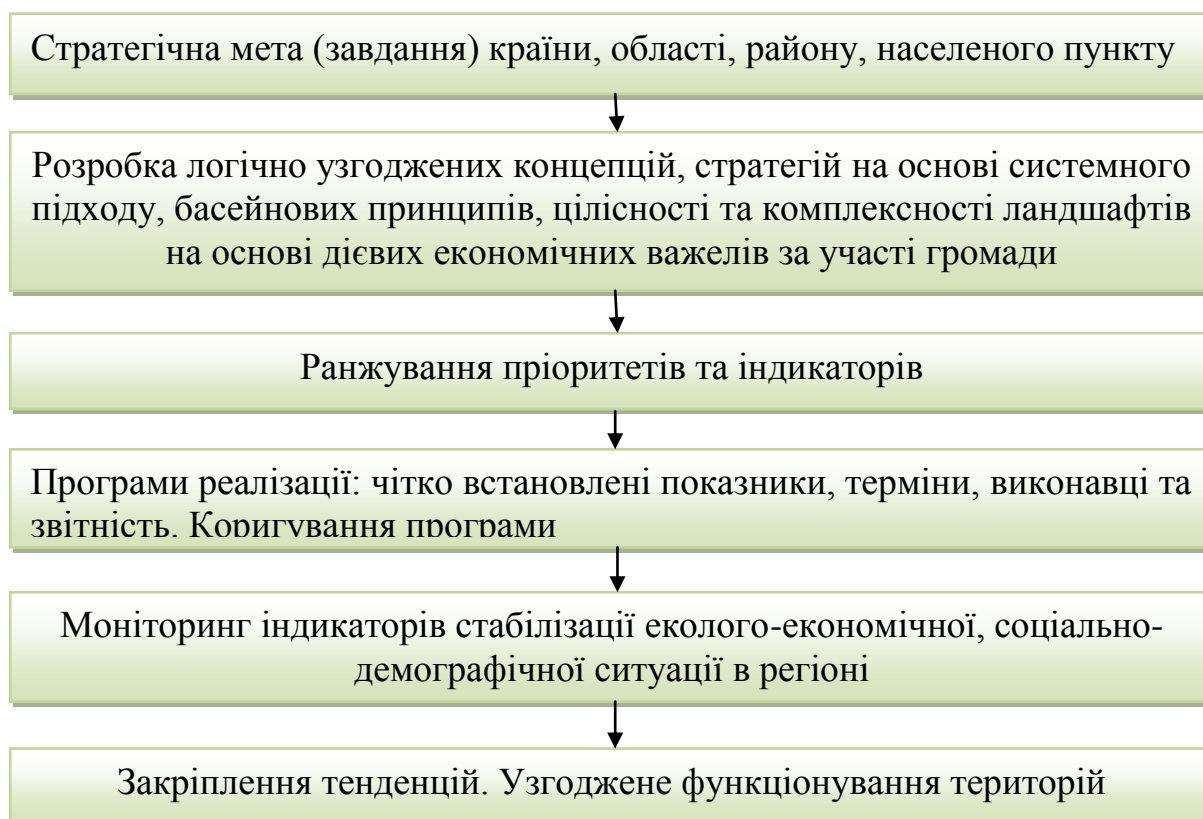 Стратегічна мета (завдання) країни, області, району, населеного пункту
Розробка логічно узгоджених концепцій, стратегій на основі системного
підходу, басейнових принципів, цілісності та комплексності ландшафтів
на основі дієвих економічних важелів за участі громади
Ранжування пріоритетів та індикаторів
Програми реалізації: чітко встановлені показники, терміни, виконавці та
звітність. Коригування програми
Моніторинг індикаторів стабілізації еколого-економічної, соціально-
демографічної ситуації в регіоні
Закріплення тенденцій. Узгоджене функціонування територій